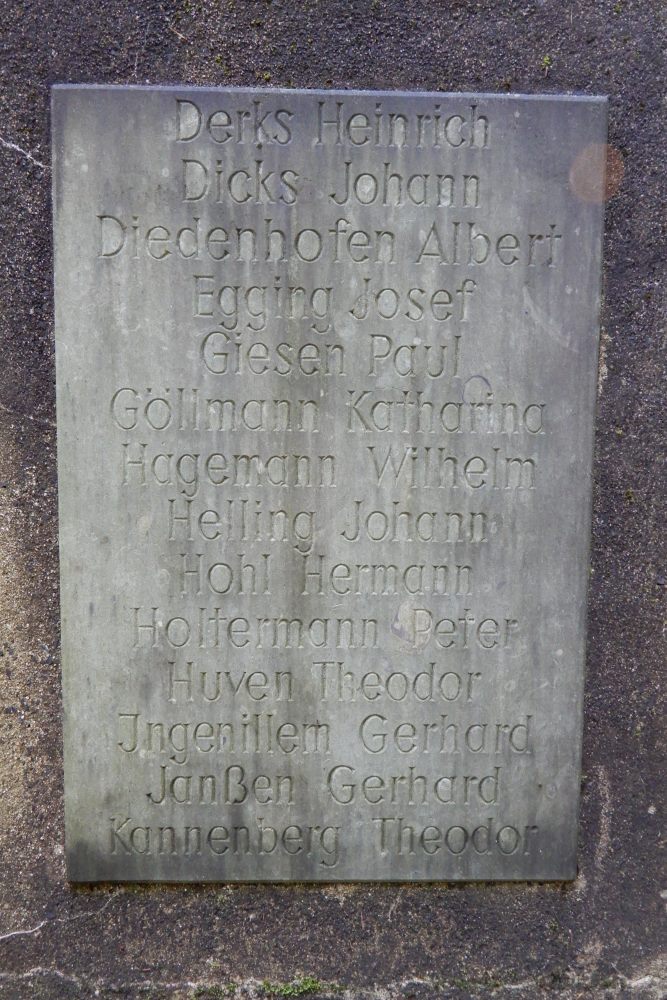 Derks Heinrich
Dicks Johann
Diedenhofen Albert
Egging Josef
Giesen Paul
Göllmann Katharina
Hagemann Wilhelm
Helling Johann
Hohl Hermann
Holtermann Peter
Huven Theodor
Jngenillem Gerhard
Janßen Gerhard
Kannenberg Theodor